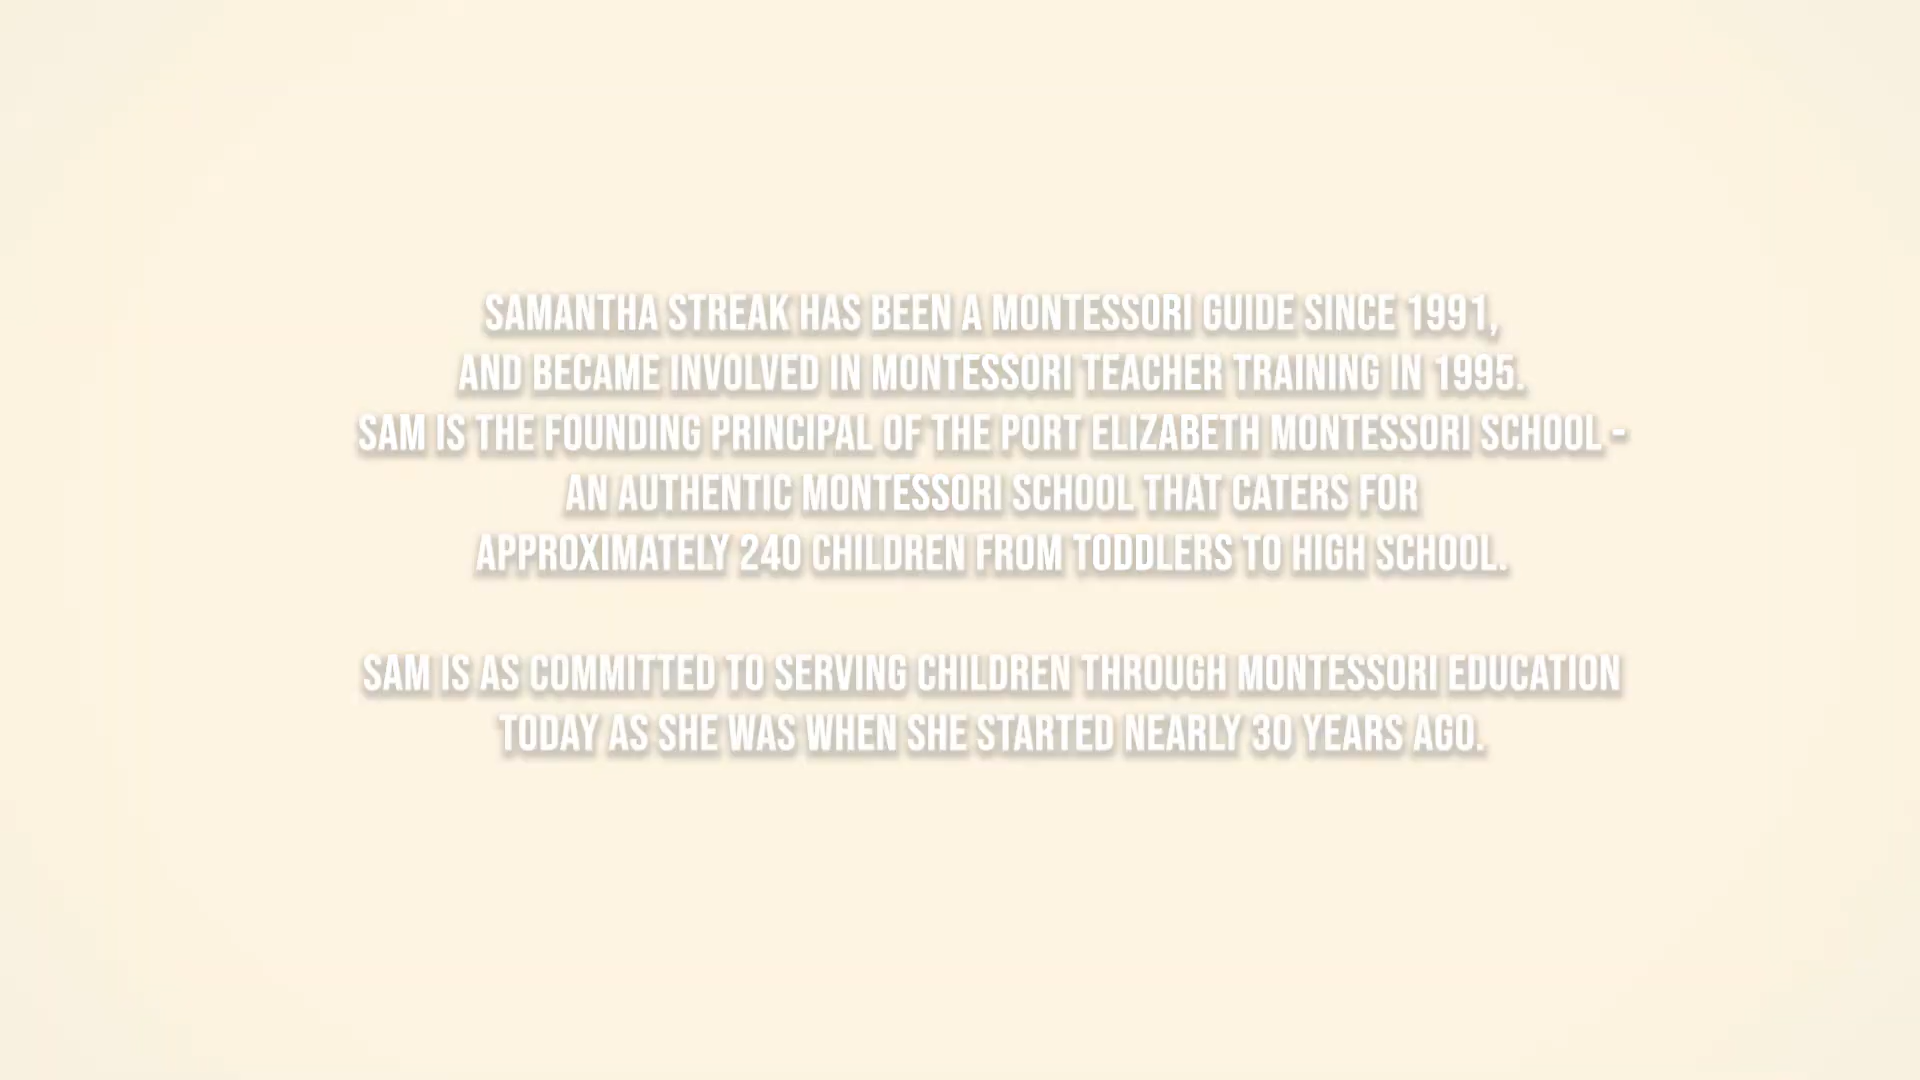 SAMANTHA STREAK HAS BEEN A MONTESSORI GUIDE SINCE 1991,
AND BECAME INVOLVED IN MONTESSORI TEACHER TRAINING IN 1995.
SAM IS THE FOUNDING PRINCIPAL OF THE PORT ELIZABETH MONTESSORI SCHOOL -
AN AUTHENTIC MONTESSORI SCHOOL THAT CATERS FOR
APPROXIMATELY 240 CHILDREN FROM TODDLERS TO HIGH SCHOOL.
SAM IS AS COMMITTED TO SERVING CHILDREN THROUGH MONTESSORI EDUCATION
TODAY AS SHE WAS WHEN SHE STARTED NEARLY 30 YEARS AGO.